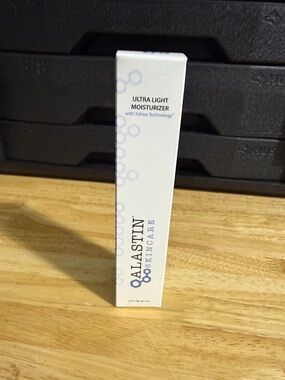 ULTRA LIGHT
MOISTURIZER
with TriHex Technology®
ALASTIN
SKINCARE